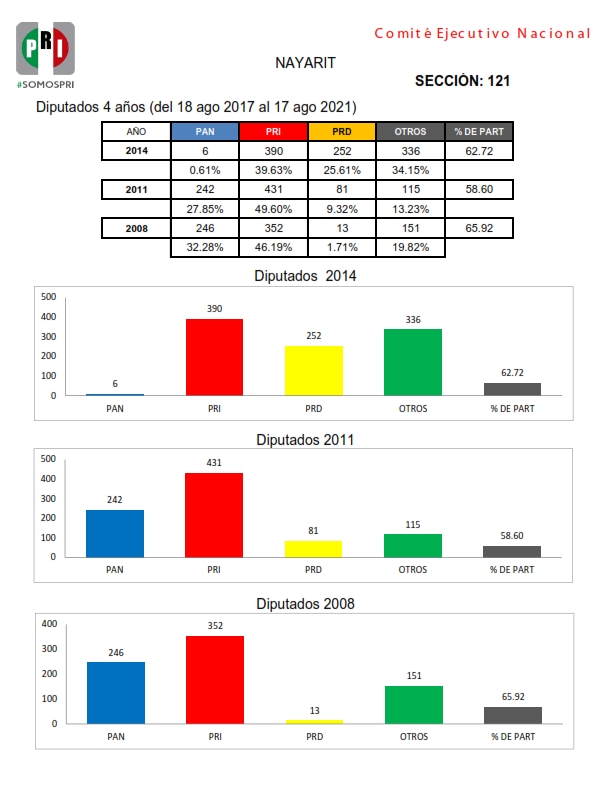 Comité Ejecutivo Nacional
PRI
#SOMOSPRI
NAYARIT
SECCIÓN: 121
Diputados 4 años (del 18 ago 2017 al 17 ago 2021)
AÑO PAN PRI PRD OTROS % DE PART
2014 6 390 252 336 62.72
0.61% 39.63% 25.61% 34.15%
2011 242 431 81 115 58.60
27.85% 49.60% 9.32% 13.23%
2008 246 352 13 151 65.92
32.28% 46.19% 1.71% 19.82%
Diputados 2014
500
400
300
200
100
0
6 390 252 336 62.72
PAN PRI PRD OTROS % DE PART
Diputados 2011
500
400
300
200
100
0
242 431 81 115 58.60
PAN PRI PRD OTROS % DE PART
Diputados 2008
400
300
200
100
0
246 352 13 151 65.92
PAN PRI PRD OTROS % DE PART